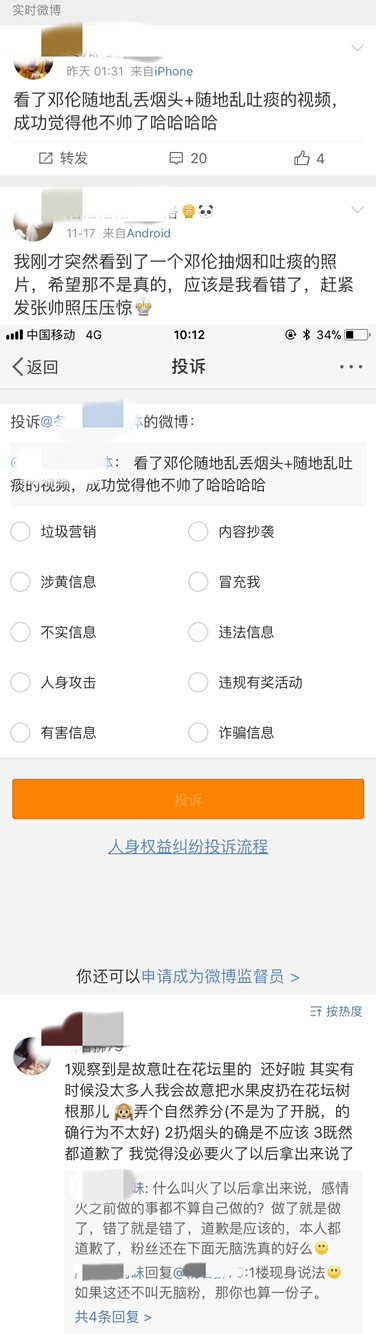 实时微博
昨天 01:31 来自iPhone
看了邓伦随地乱丢烟头+随地乱吐痰的视频，
成功觉得他不帅了哈哈哈哈
转发
20
4
11-17 来自Android
我刚才突然看到了一个邓伦抽烟和吐痰的照
片，希望那不是真的，应该是我看错了，赶紧
发张帅照压压惊
中国移动 4G 10:12 34%
返回 投诉
投诉@ 的微博：
@ ： 看了邓伦随地乱丢烟头+随地乱吐
痰的视频，成功觉得他不帅了哈哈哈哈
垃圾营销 内容抄袭
涉黄信息 冒充我
不实信息 违法信息
人身攻击 违规有奖活动
有害信息 诈骗信息
投诉
人身权益纠纷投诉流程
你还可以申请成为微博监督员 >
按热度
1观察到是故意吐在花坛里的 还好啦 其实有
时候没太多人我会故意把水果皮扔在花坛树
根那儿 弄个自然养分(不是为了开脱，的
确行为不太好) 2扔烟头的确是不应该 3既然
都道歉了 我觉得没必要火了以后拿出来说了
妹: 什么叫火了以后拿出来说，感情
火之前做的事都不算自己做的？做了就是做
了，错了就是错了，道歉是应该的，本人都
道歉了，粉丝还在下面无脑洗真的好么
妹回复@ :1楼现身说法
如果这还不叫无脑粉，那你也算一份子。
共4条回复 >